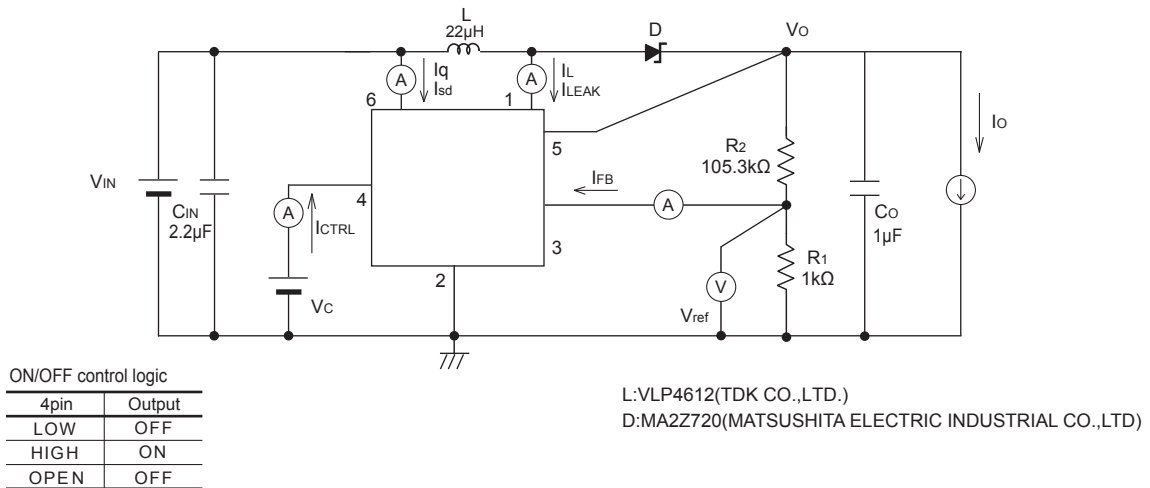 L
22μH
D
VO
A
Iq
Isd
A
IL
ILEAK
6
1
5
IO
R2
105.3kΩ
VIN
CIN
2.2μF
4
A
ICTRL
IFB
A
3
CO
1μF
R1
1kΩ
2
VC
V
Vref
ON/OFF control logic
4pin Output
LOW OFF
HIGH ON
OPEN OFF
L:VLP4612(TDK CO.,LTD.)
D:MA2Z720(MATSUSHITA ELECTRIC INDUSTRIAL CO.,LTD)